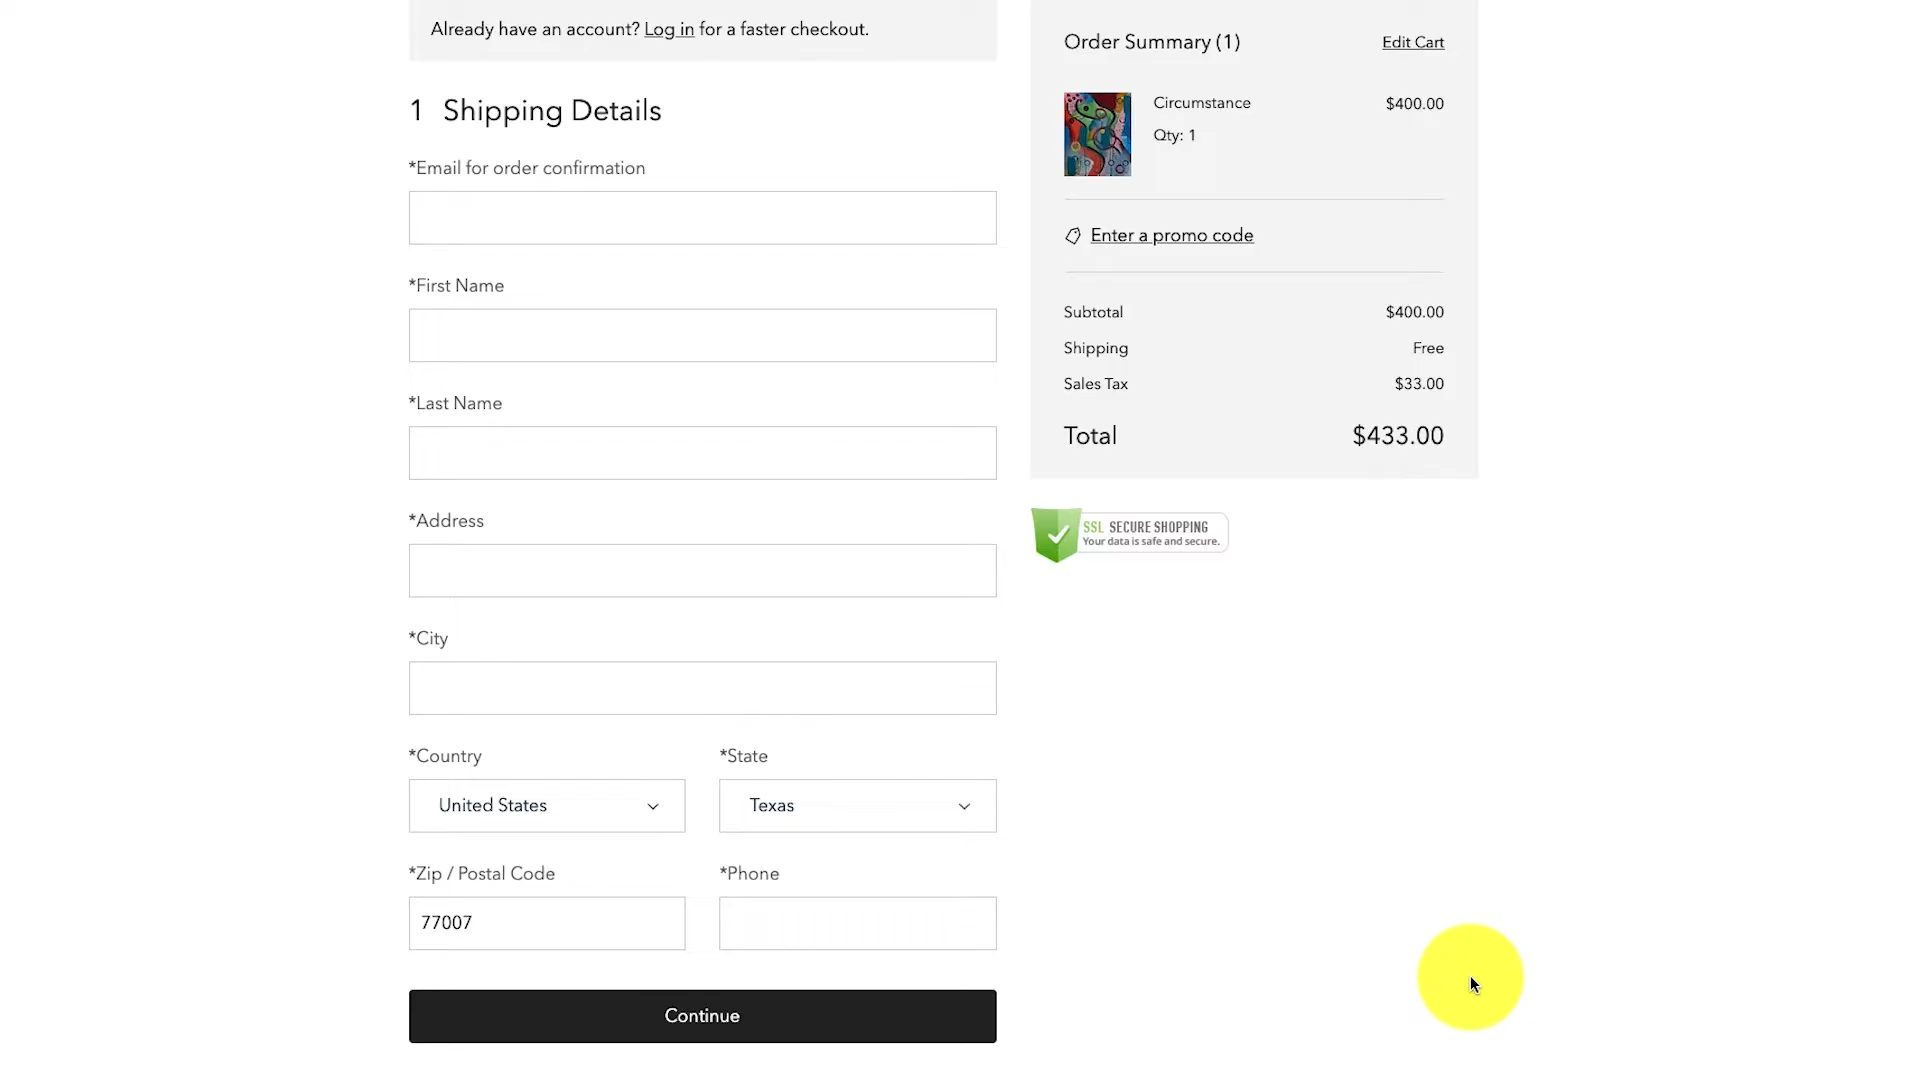 Already have an account? Log in for a faster checkout.
1 Shipping Details
*Email for order confirmation
*First Name
*Last Name
*Address
*City
*Country
*State
United States
Texas
*Zip / Postal Code
*Phone
77007
Continue
Order Summary (1)
Edit Cart
Circumstance
$400.00
Qty: 1
Enter a promo code
Subtotal
$400.00
Shipping
Free
Sales Tax
$33.00
Total
$433.00
SSL SECURE SHOPPING
Your data is safe and secure.